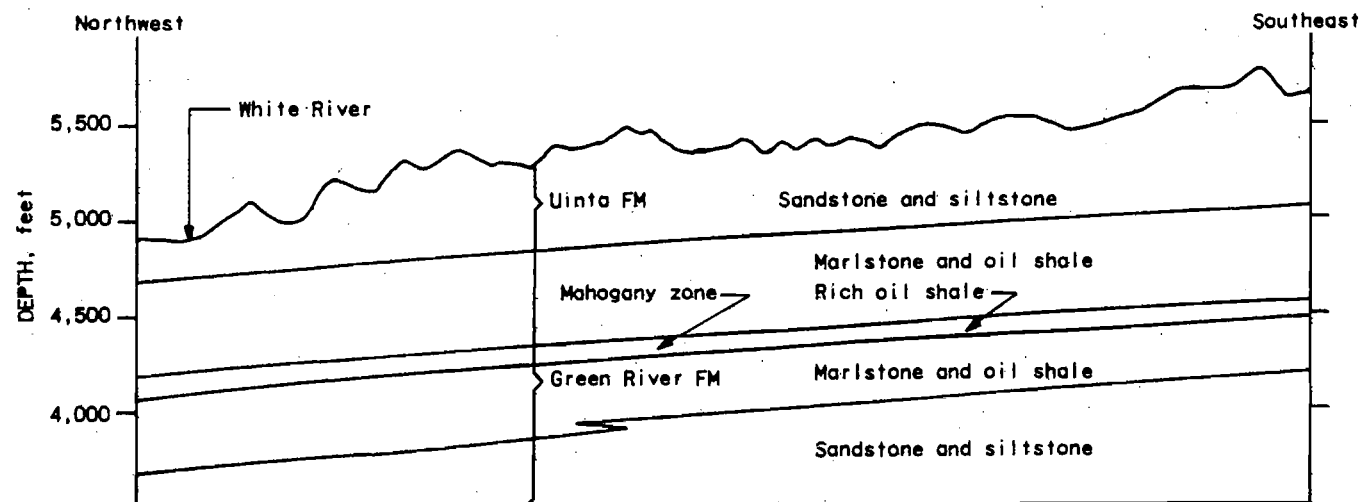 Northwest
Southeast
White River
5,500
Uinta FM
Sandstone and siltstone
5,000
DEPTH, feet
Marlstone and oil shale
Mahogany zone
Rich oil shale
4,500
Green River FM
Marlstone and oil shale
4,000
Sandstone and siltstone